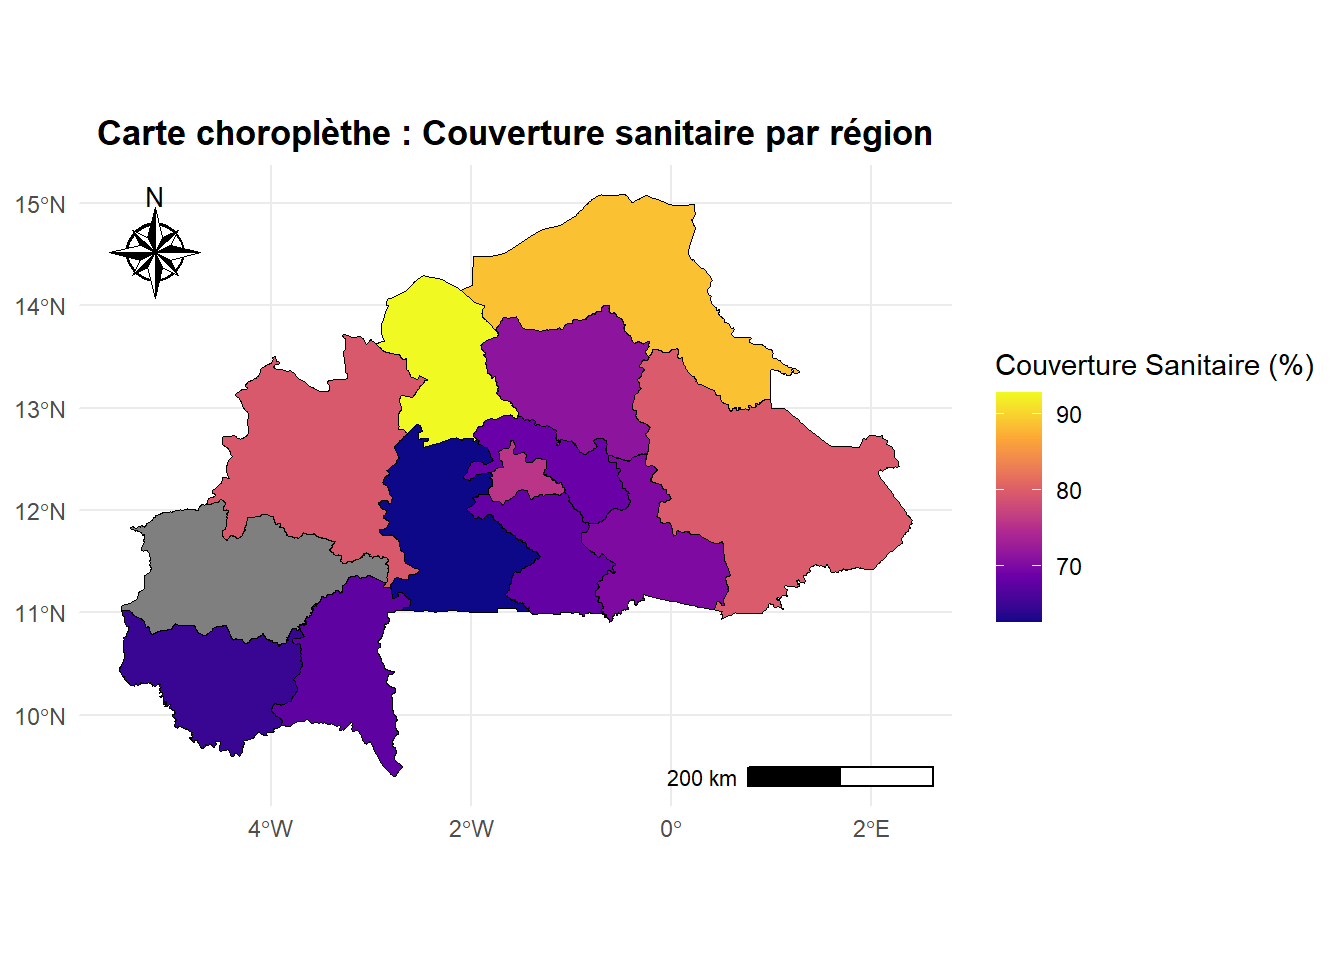 Carte choroplèthe : Couverture sanitaire par région
N
15°N
14°N
13°N
12°N
11°N
10°N
4°W
2°W
0°
2°E
200 km
Couverture Sanitaire (%)
90
80
70